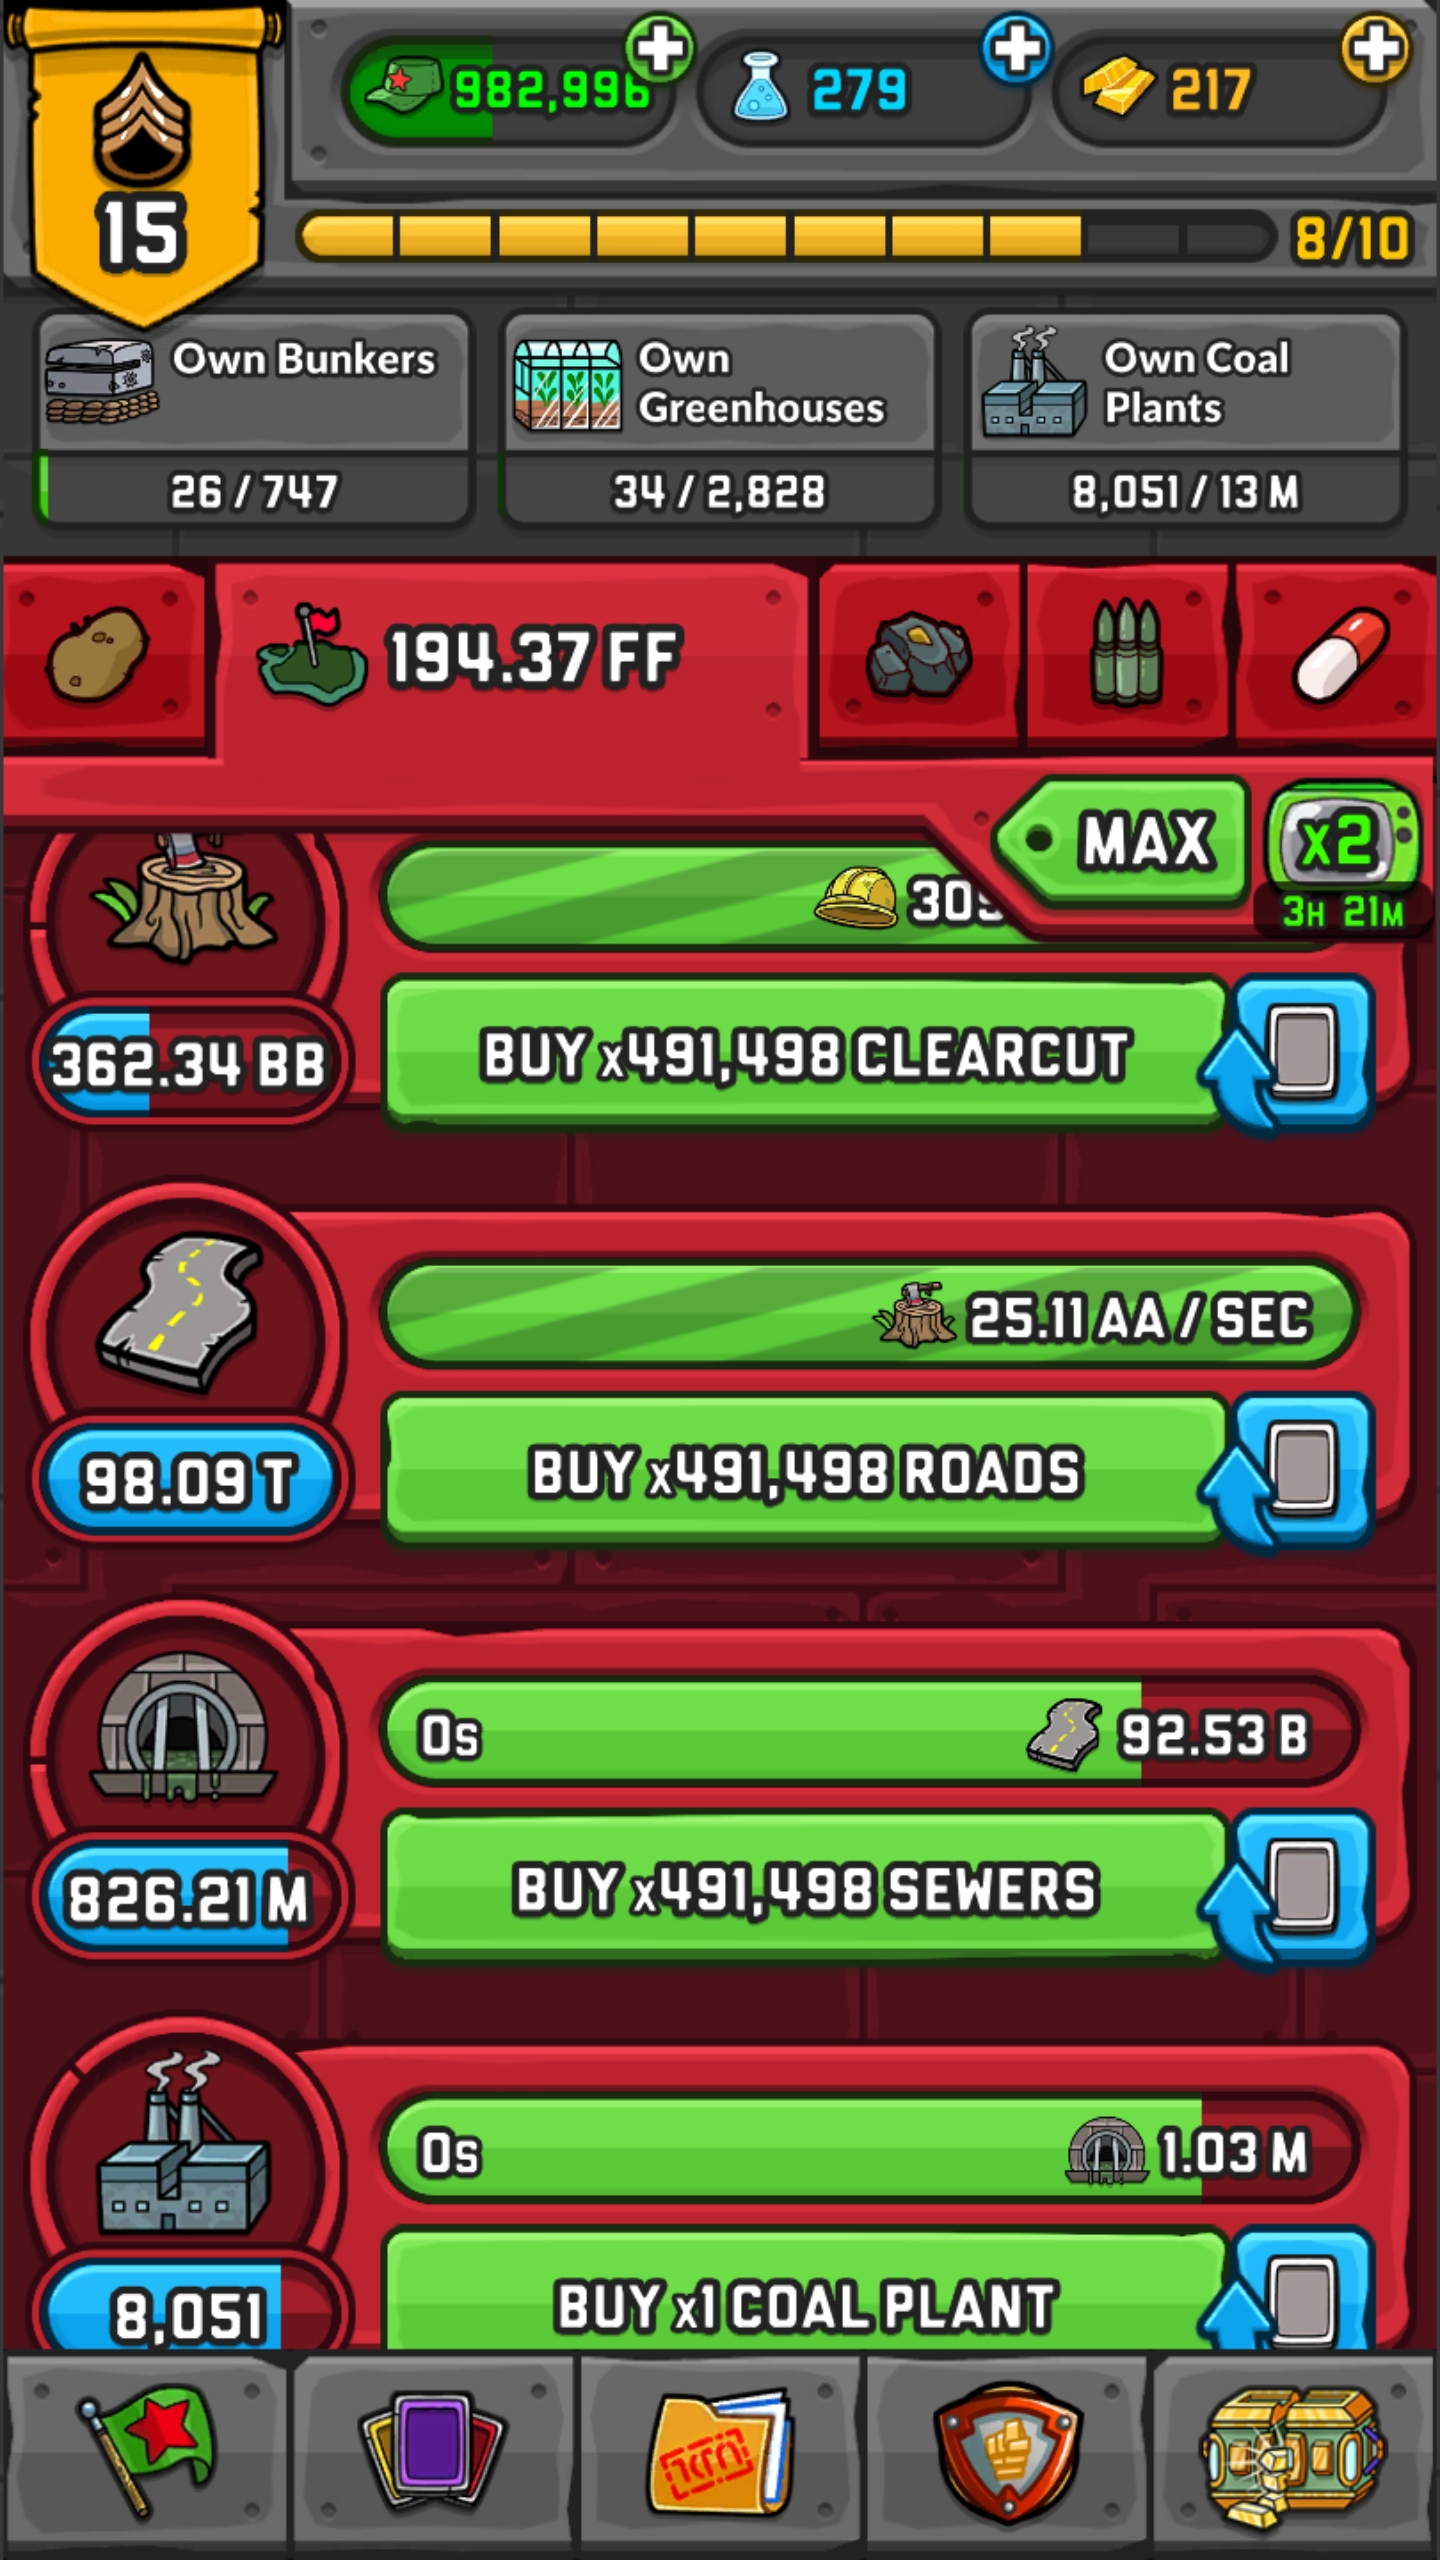 982,996
279
217
15
8/10
Own Bunkers
26 / 747
Own
Greenhouses
34 / 2,828
Own Coal
Plants
8,051 / 13 M
194.37 FF
MAX
x2
3H 21M
362.34 BB
BUY x491,498 CLEARCUT
25.11 AA / SEC
98.09 T
BUY x491,498 ROADS
0s
92.53 B
826.21 M
BUY x491,498 SEWERS
0s
1.03 M
8,051
BUY x1 COAL PLANT